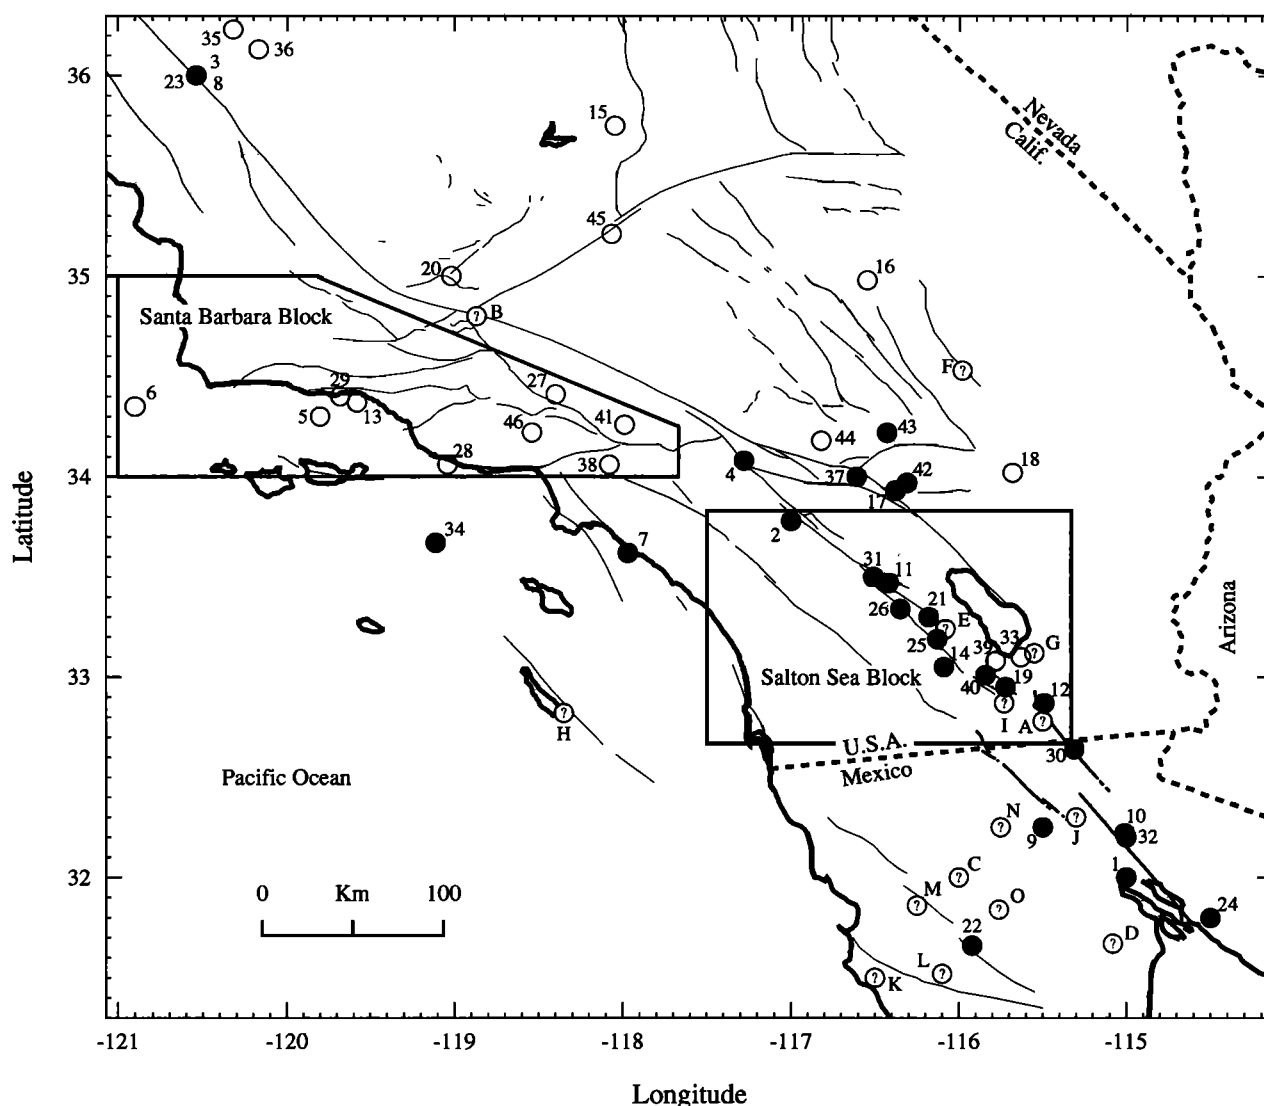 35
36
36
3
23
8
Nevada
Calif.
15
45
16
20
35
B
Santa Barbara Block
F
27
29
6
5
13
46
41
43
44
28
38
42
34
4
37
17
18
2
34
7
31
11
21
26
E
25
14
39
33
G
33
Salton Sea Block
40
19
12
I
A
H
U.S.A.
Mexico
30
Arizona
Latitude
Pacific Ocean
N
9
J
10
32
0 Km 100
32
C
1
M
O
24
22
D
L
K
-121
-120
-119
-118
-117
-116
-115
Longitude